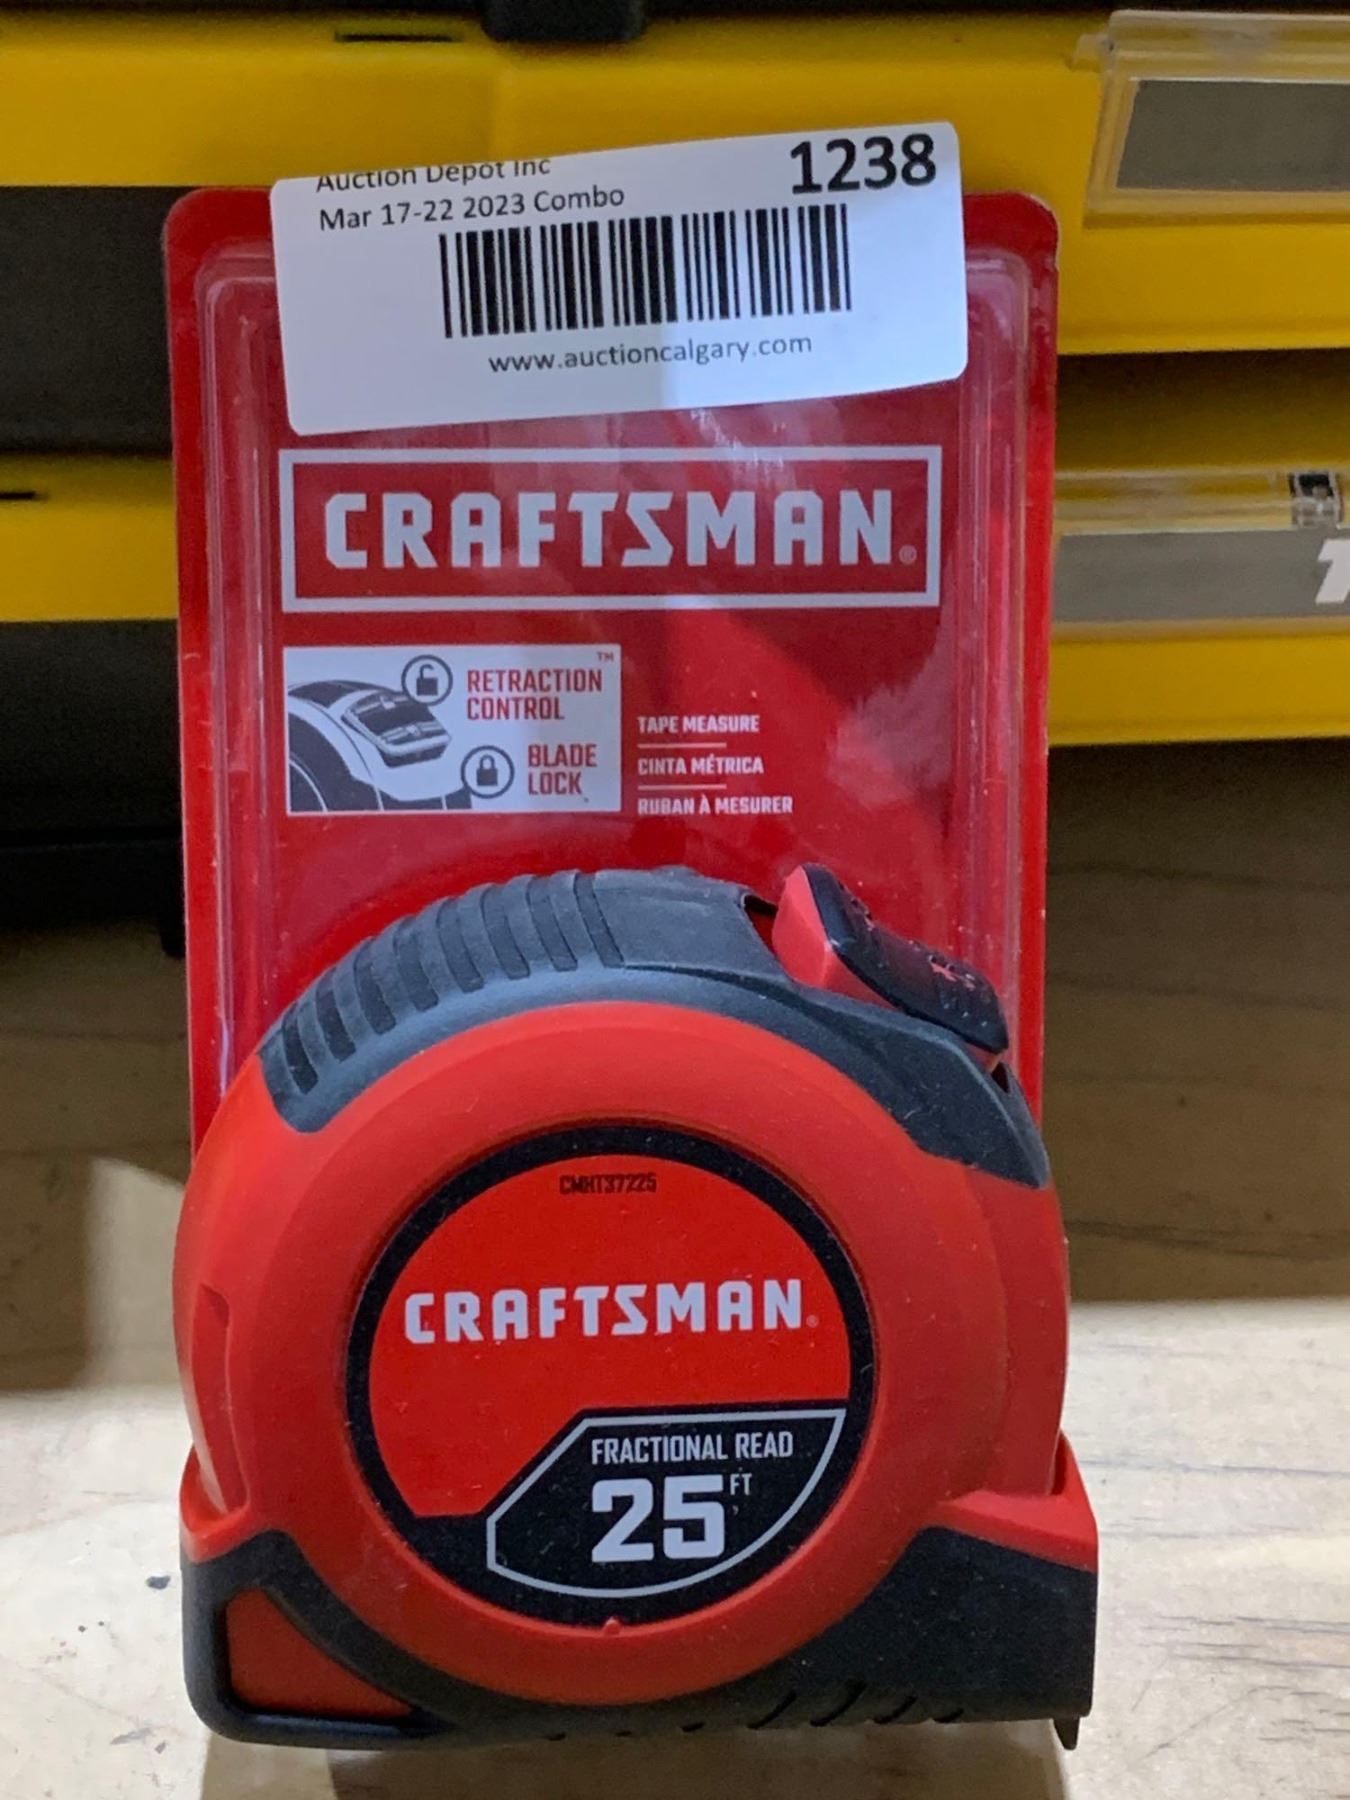 Auction Depot Inc
1238
Mar 17-22 2023 Combo
www.auctioncalgary.com
CRAFTSMAN®
RETRACTION CONTROL™
BLADE LOCK
TAPE MEASURE
CINTA MÉTRICA
RUBAN À MESURER
CMHT37225
CRAFTSMAN®
FRACTIONAL READ
25 FT